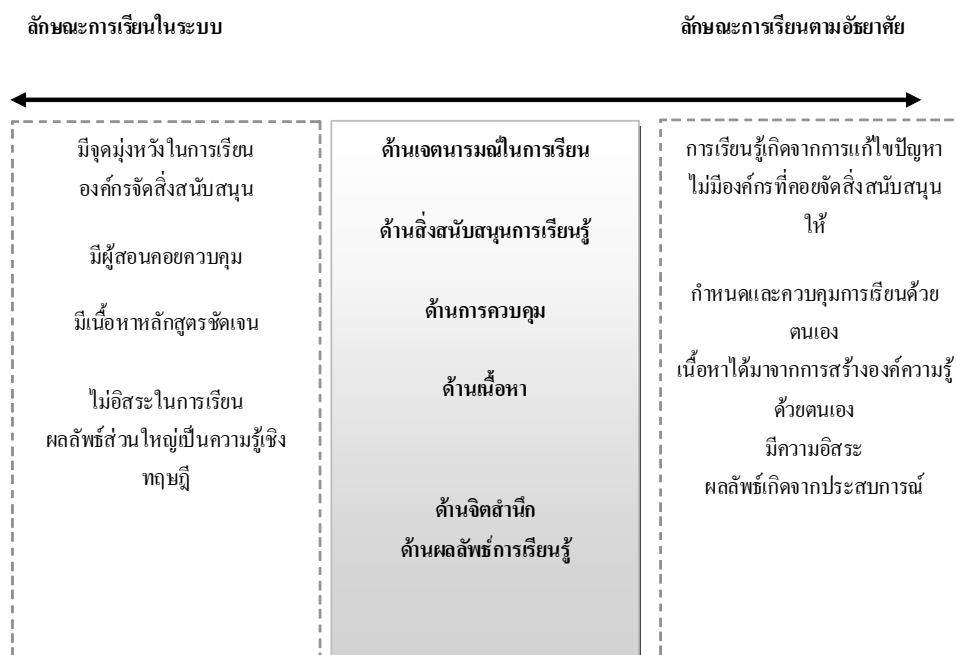 ลักษณะการเรียนในระบบ
ลักษณะการเรียนตามอัธยาศัย
มีจุดมุ่งหวังในการเรียน
องค์กรจัดสิ่งสนับสนุน
มีผู้สอนคอยควบคุม
มีเนื้อหาหลักสูตรชัดเจน
ไม่อิสระในการเรียน
ผลลัพธ์ส่วนใหญ่เป็นความรู้เชิง
ทฤษฎี
ด้านเจตนารมณ์ในการเรียน
ด้านสิ่งสนับสนุนการเรียนรู้
ด้านการควบคุม
ด้านเนื้อหา
ด้านจิตสำนึก
ด้านผลลัพธ์การเรียนรู้
การเรียนรู้เกิดจากการแก้ไขปัญหา
ไม่มีองค์กรที่คอยจัดสิ่งสนับสนุน
ให้
กำหนดและควบคุมการเรียนด้วย
ตนเอง
เนื้อหาได้มาจากการสร้างองค์ความรู้
ด้วยตนเอง
มีความอิสระ
ผลลัพธ์เกิดจากประสบการณ์